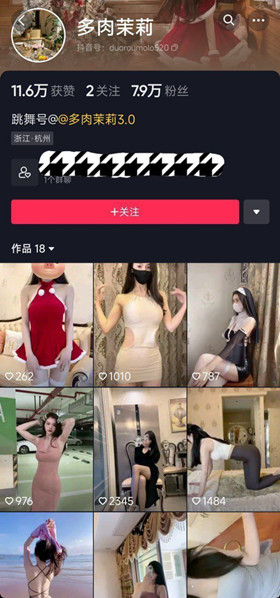 多肉茉莉
抖音号：duoroumolo520
11.6万 获赞 2 关注 7.9万 粉丝
跳舞号@@多肉茉莉3.0
浙江·杭州
1个群聊
+关注
作品 18
262
1010
787
976
2345
1484